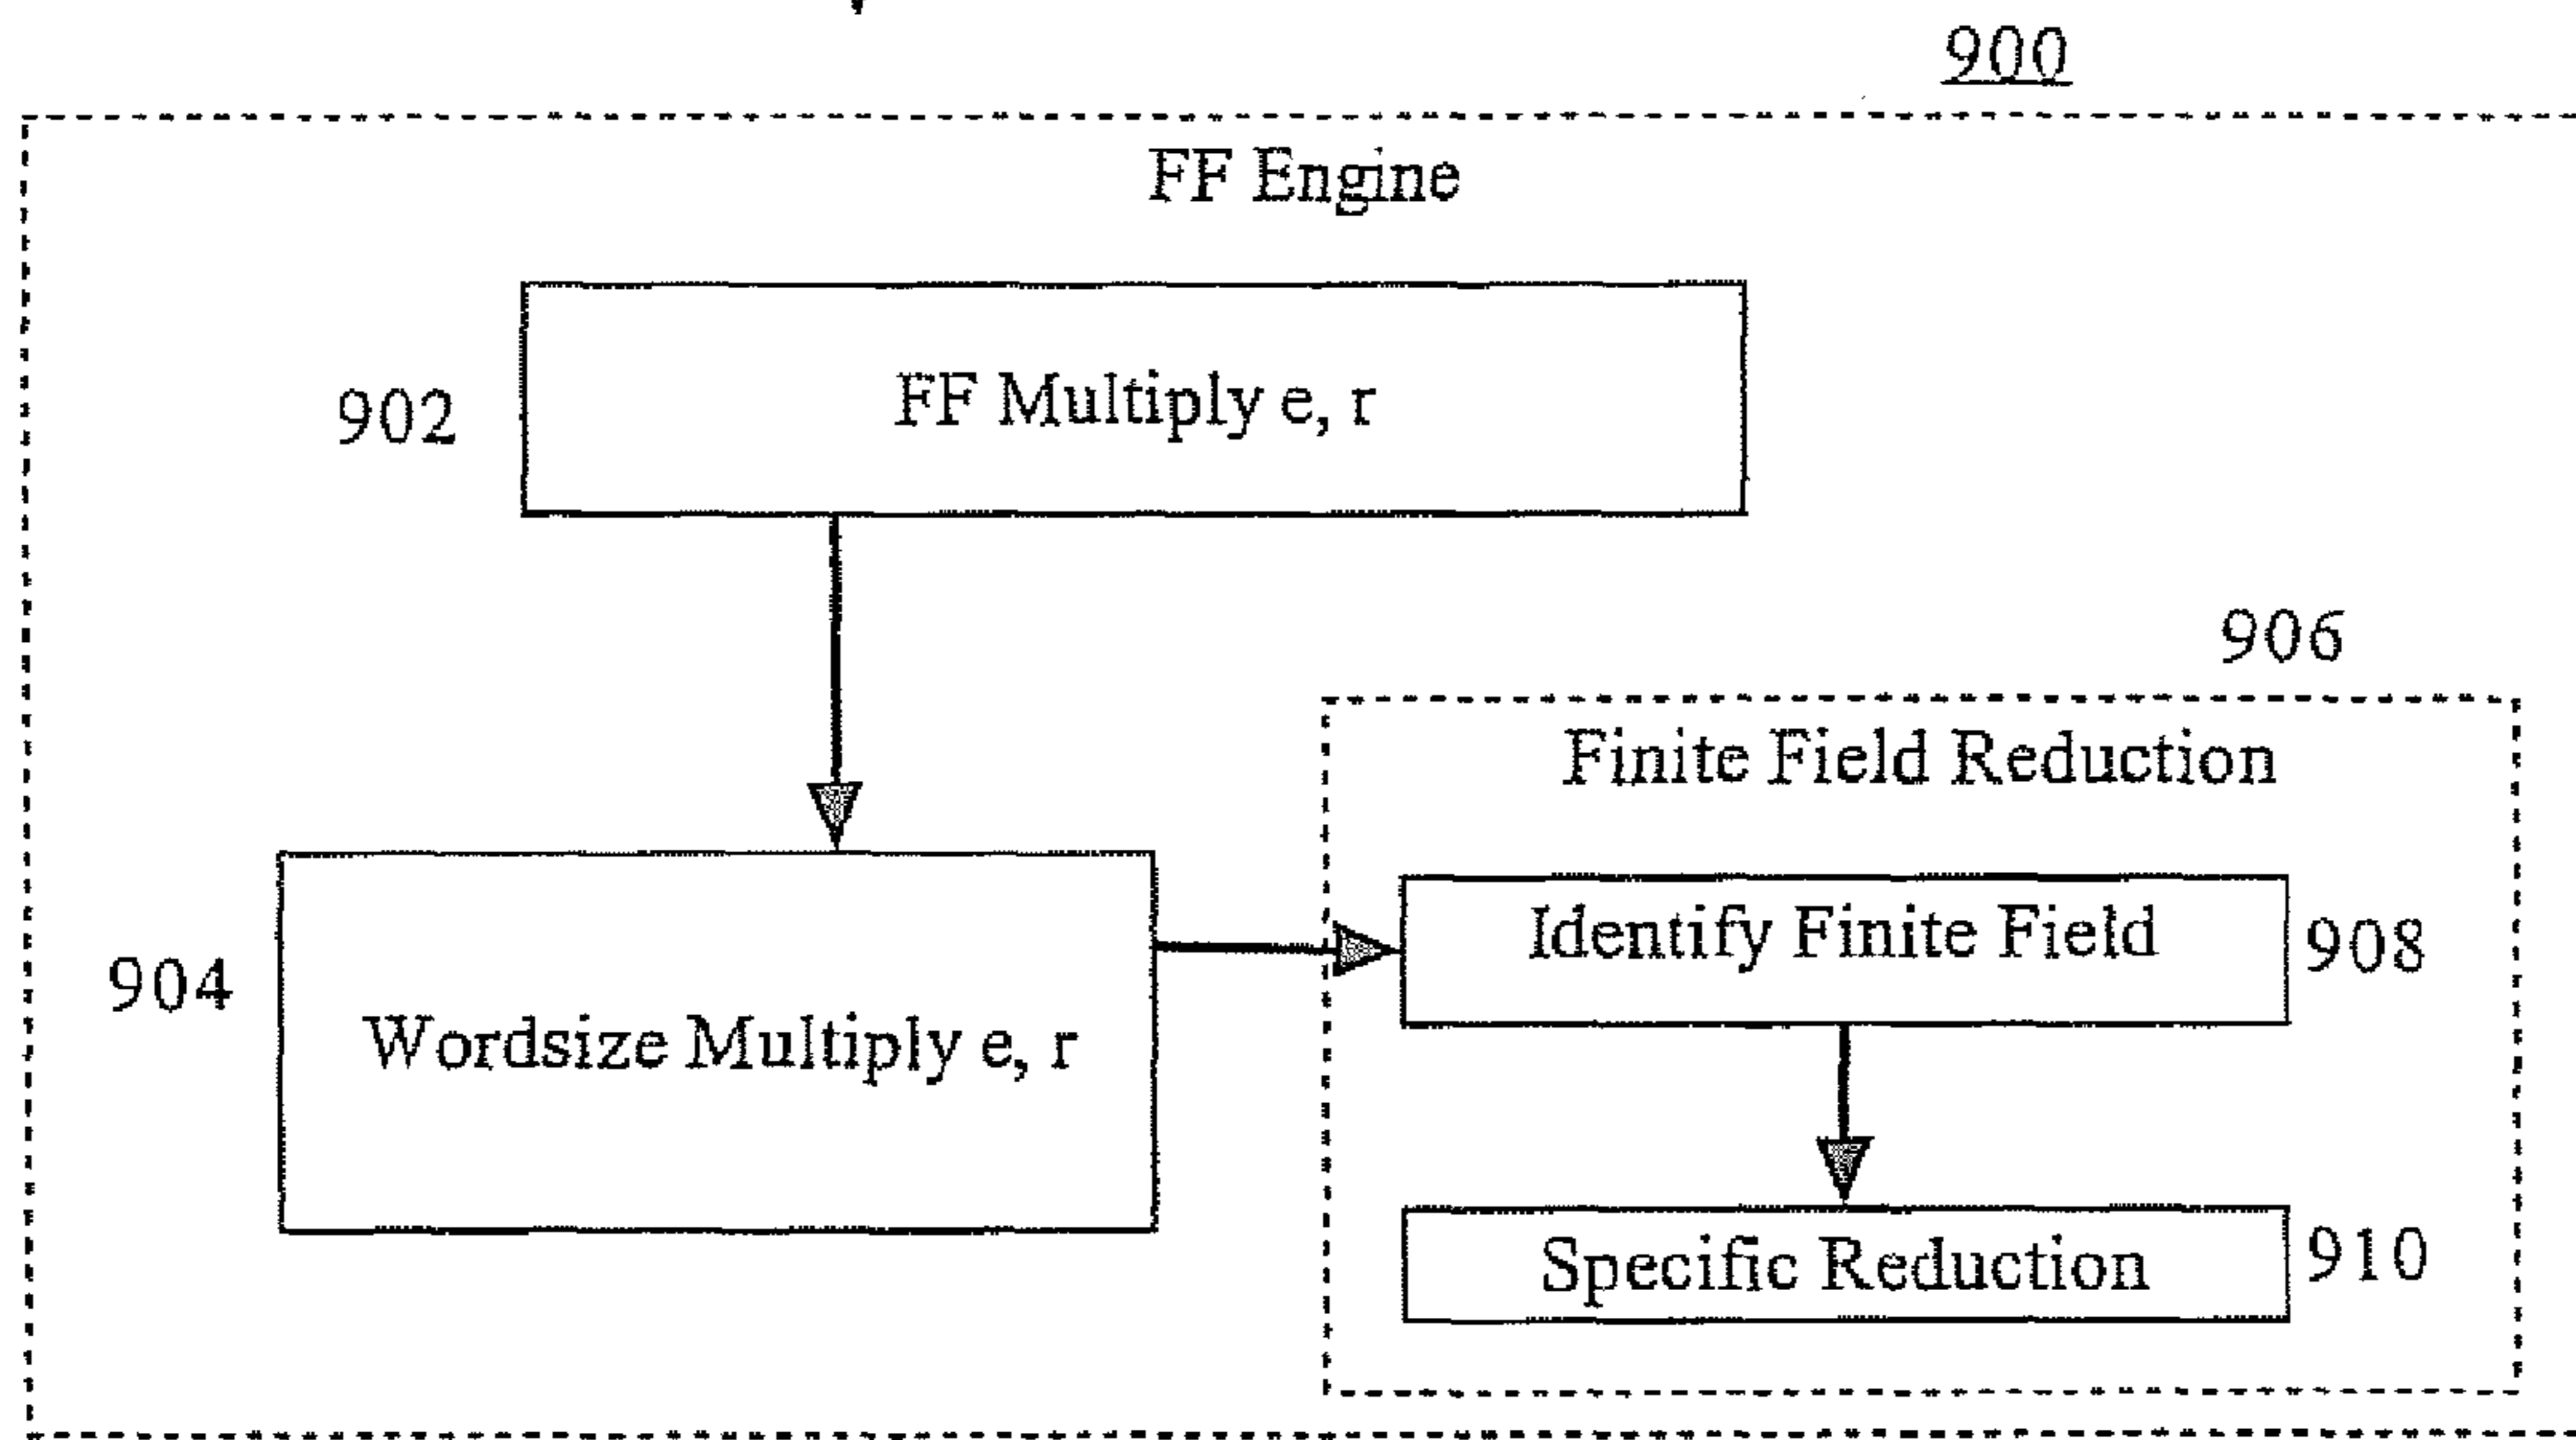 900
FF Engine
902
FF Multiply e, r
906
Finite Field Reduction
904
Wordsize Multiply e, r
Identify Finite Field
908
Specific Reduction
910